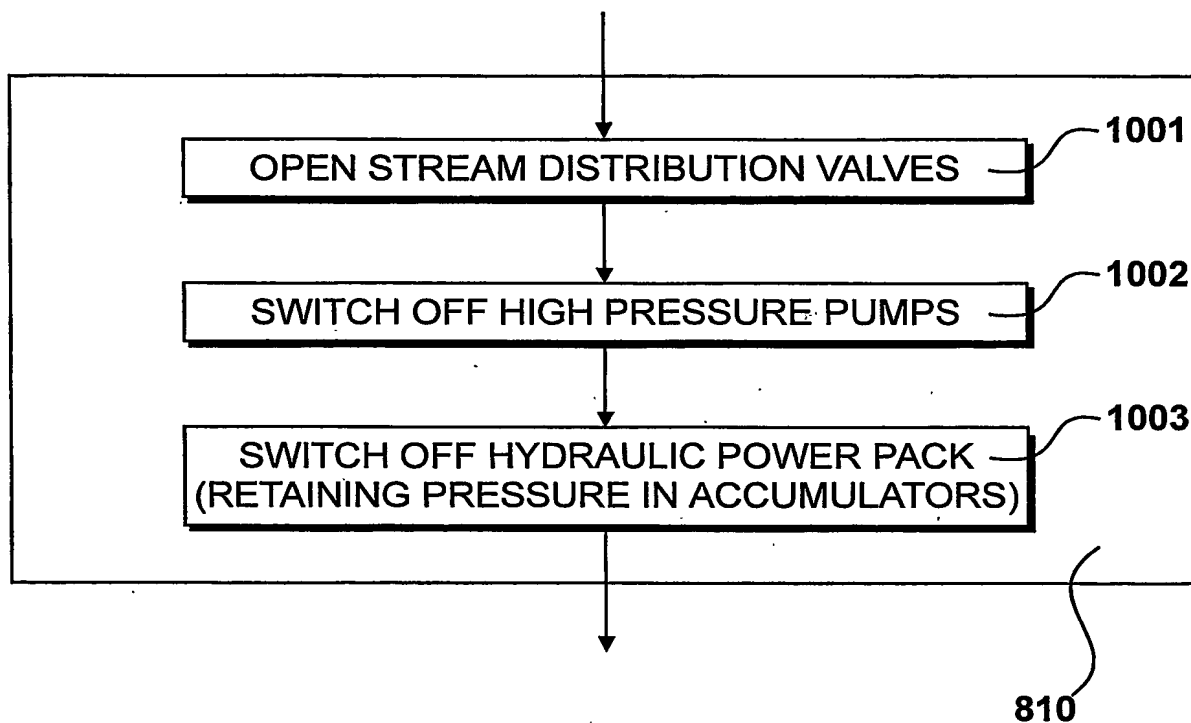 OPEN STREAM DISTRIBUTION VALVES
1001
SWITCH OFF HIGH PRESSURE PUMPS
1002
SWITCH OFF HYDRAULIC POWER PACK
(RETAINING PRESSURE IN ACCUMULATORS)
1003
810